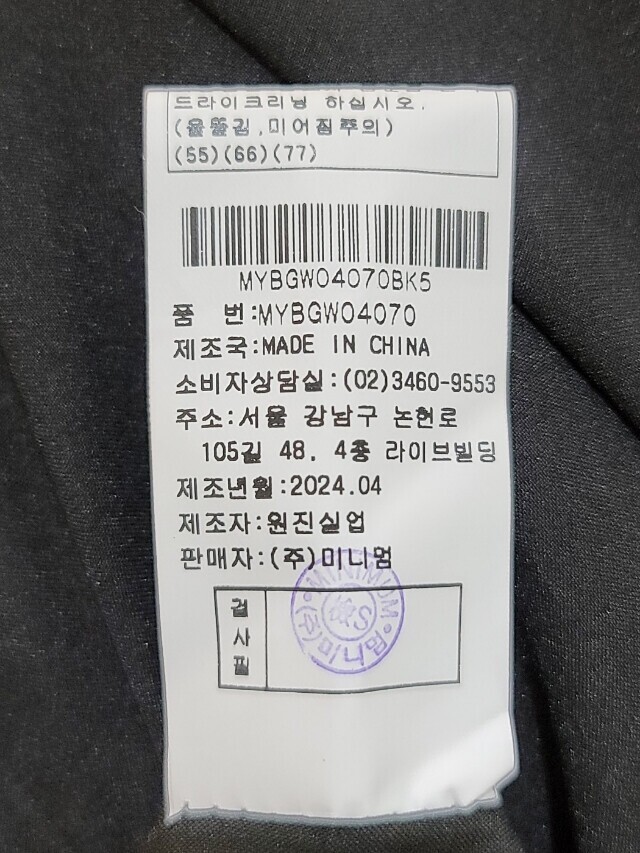 드라이크리닝 하십시오.
(올뜯김,미어짐주의)
(55)(66)(77)
MYBGW04070BK5
품 번:MYBGW04070
제조국:MADE IN CHINA
소비자상담실:(02)3460-9553
주소:서울 강남구 논현로
105길 48, 4층 라이브빌딩
제조년월:2024.04
제조자:원진실업
판매자:(주)미니멈
검사필
MINIMUM
(주)미니멈